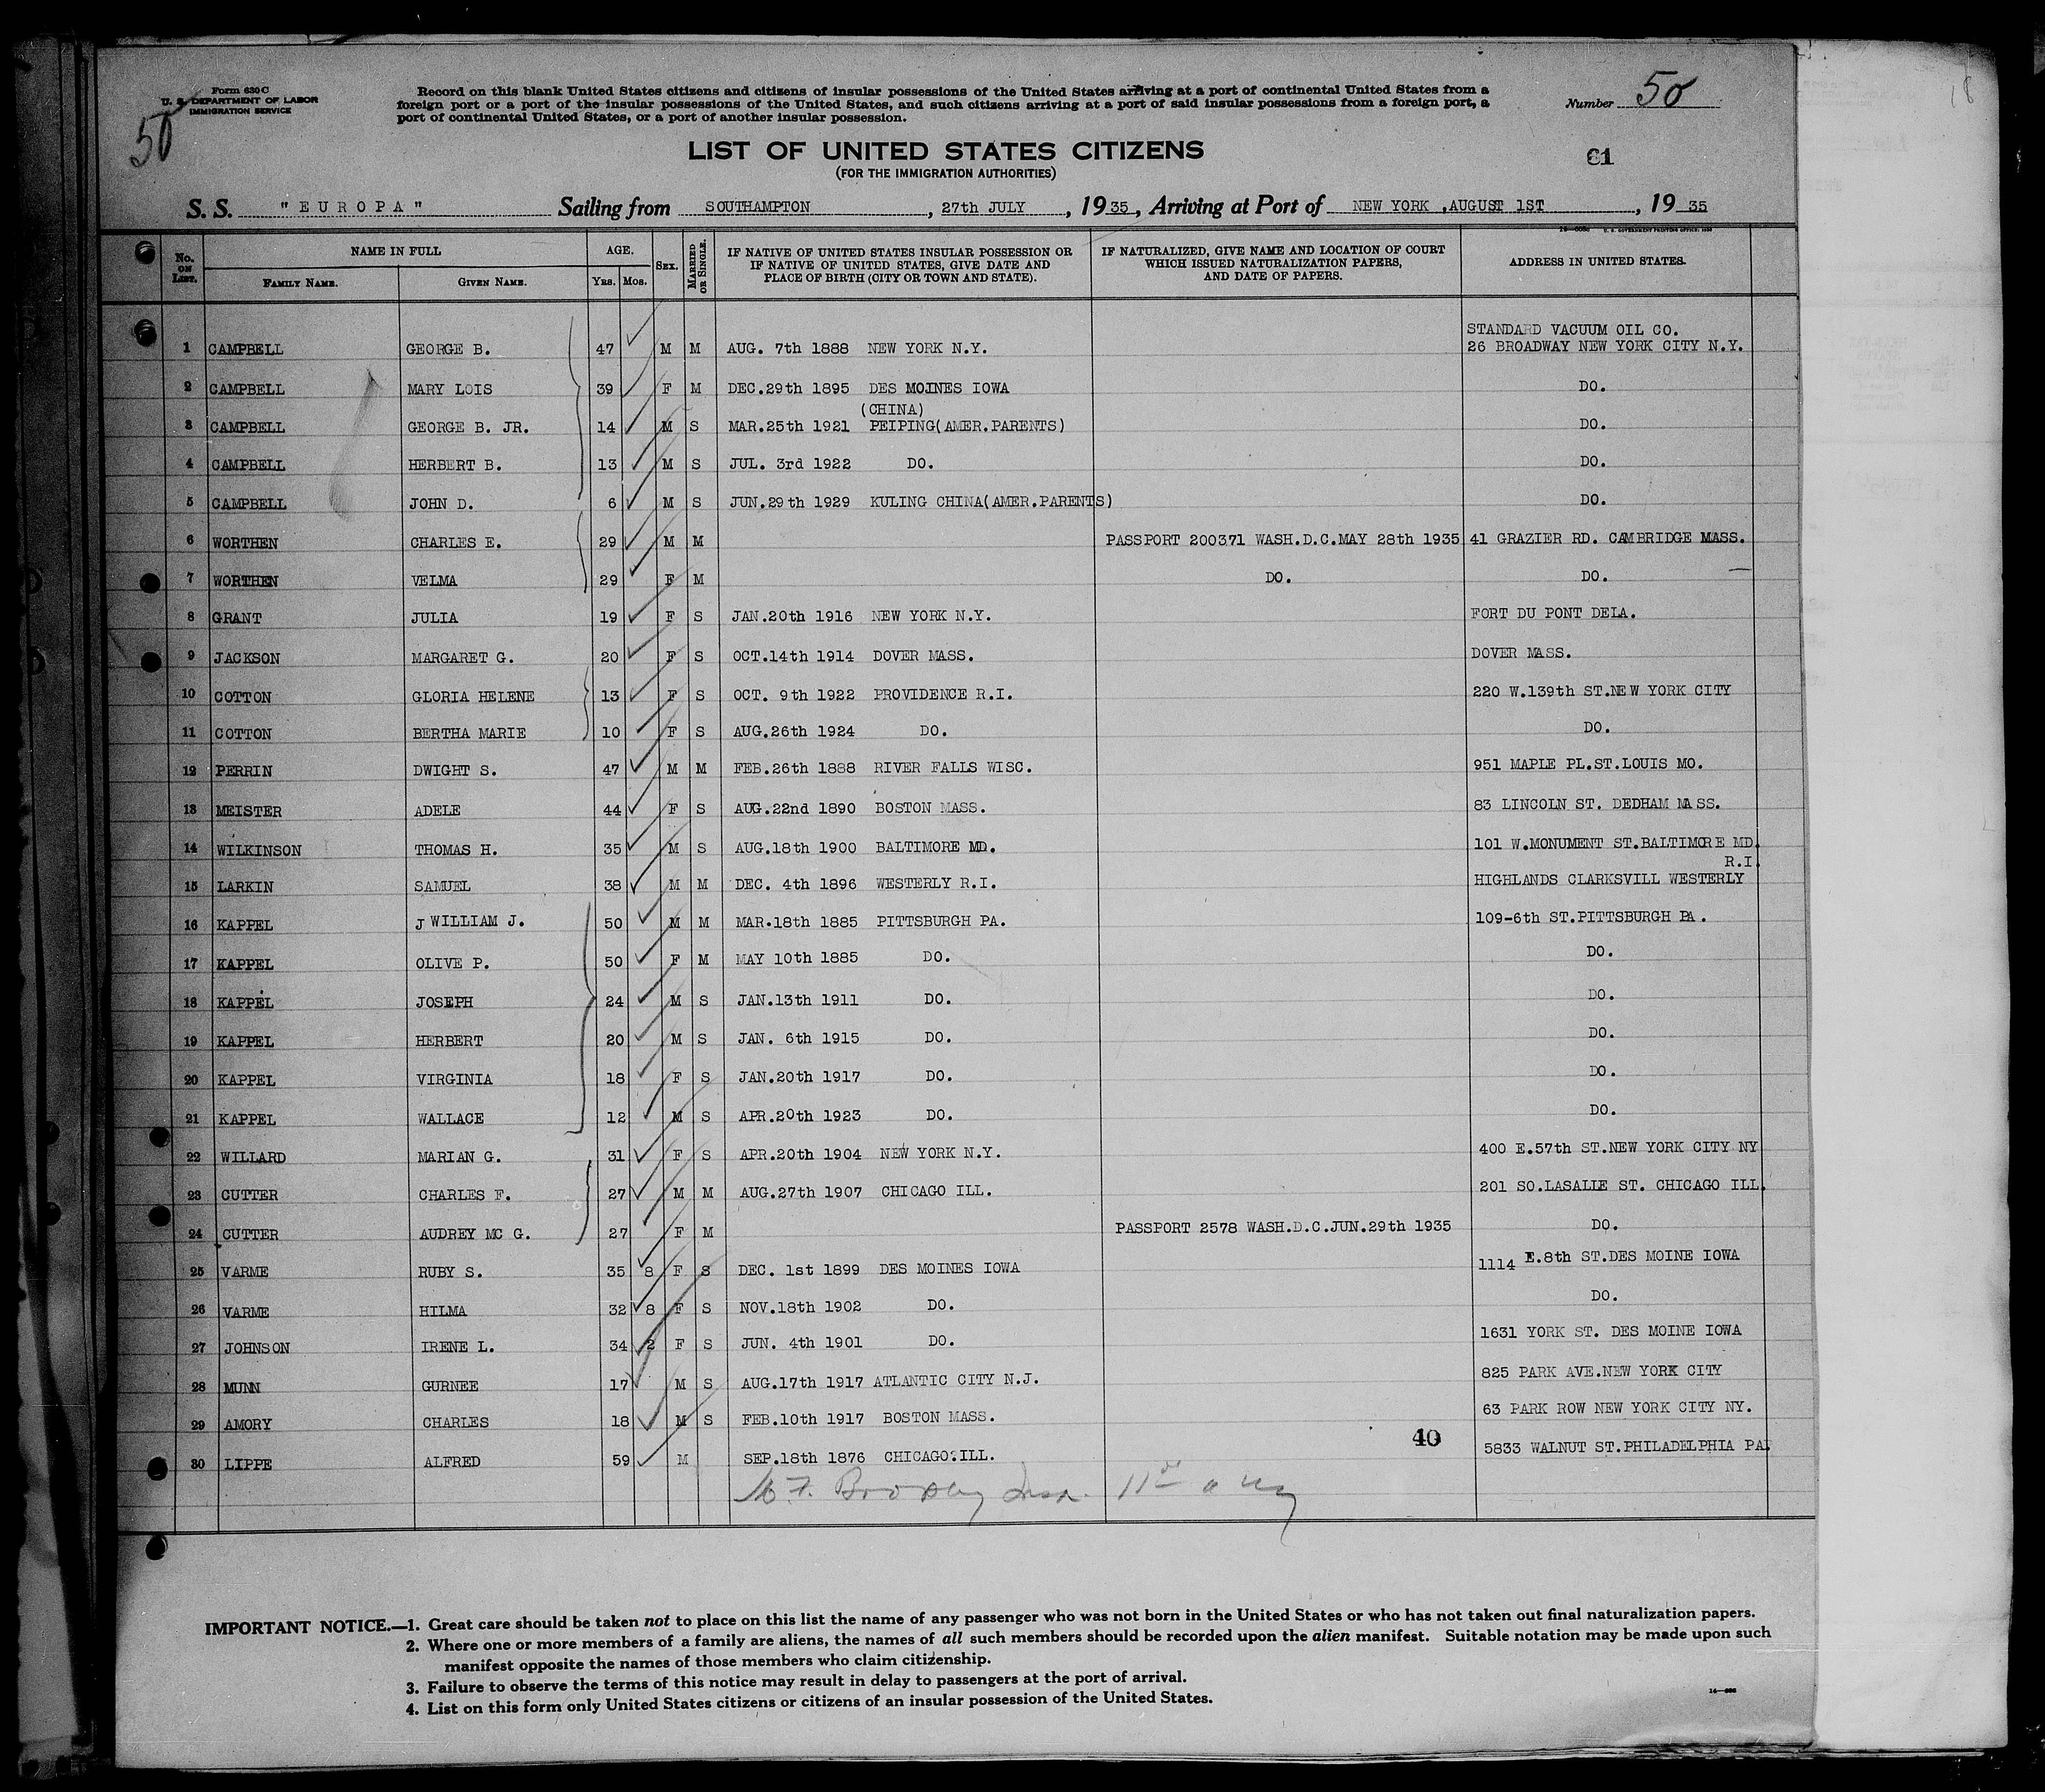 Form 630 C
U. S. DEPARTMENT OF LABOR
IMMIGRATION SERVICE
50
Record on this blank United States citizens and citizens of insular possessions of the United States arriving at a port of continental United States from a
foreign port or a port of the insular possessions of the United States, and such citizens arriving at a port of said insular possessions from a foreign port, a
port of continental United States, or a port of another insular possession.
Number 50
18
LIST OF UNITED STATES CITIZENS
(FOR THE IMMIGRATION AUTHORITIES)
61
S. S. "EUROPA" Sailing from SOUTHAMPTON, 27th JULY, 1935, Arriving at Port of NEW YORK ,AUGUST 1ST, 19 35
No. ON LIST. NAME IN FULL FAMILY NAME. GIVEN NAME. AGE. YRS. MOS. SEX. MARRIED OR SINGLE. IF NATIVE OF UNITED STATES INSULAR POSSESSION OR IF NATIVE OF UNITED STATES, GIVE DATE AND PLACE OF BIRTH (CITY OR TOWN AND STATE). IF NATURALIZED, GIVE NAME AND LOCATION OF COURT WHICH ISSUED NATURALIZATION PAPERS, AND DATE OF PAPERS. ADDRESS IN UNITED STATES.
STANDARD VACUUM OIL CO.
1 CAMPBELL GEORGE B. 47 M M AUG. 7th 1888 NEW YORK N.Y. 26 BROADWAY NEW YORK CITY N.Y.
2 CAMPBELL MARY LOIS 39 F M DEC.29th 1895 DES MOINES IOWA DO.
(CHINA)
3 CAMPBELL GEORGE B. JR. 14 M S MAR.25th 1921 PEIPING(AMER.PARENTS) DO.
4 CAMPBELL HERBERT B. 13 M S JUL. 3rd 1922 DO. DO.
5 CAMPBELL JOHN D. 6 M S JUN.29th 1929 KULING CHINA(AMER.PARENTS) DO.
6 WORTHEN CHARLES E. 29 M M PASSPORT 200371 WASH.D.C.MAY 28th 1935 41 GRAZIER RD. CAMBRIDGE MASS.
7 WORTHEN VELMA 29 F M DO. DO.
8 GRANT JULIA 19 F S JAN.20th 1916 NEW YORK N.Y. FORT DU PONT DELA.
9 JACKSON MARGARET G. 20 F S OCT.14th 1914 DOVER MASS. DOVER MASS.
10 COTTON GLORIA HELENE 13 F S OCT. 9th 1922 PROVIDENCE R.I. 220 W.139th ST.NEW YORK CITY
11 COTTON BERTHA MARIE 10 F S AUG.26th 1924 DO. DO.
12 PERRIN DWIGHT S. 47 M M FEB.26th 1888 RIVER FALLS WISC. 951 MAPLE PL.ST.LOUIS MO.
13 MEISTER ADELE 44 F S AUG.22nd 1890 BOSTON MASS. 83 LINCOLN ST. DEDHAM MASS.
14 WILKINSON THOMAS H. 35 M S AUG.18th 1900 BALTIMORE MD. 101 W.MONUMENT ST.BALTIMORE MD.
R.I.
15 LARKIN SAMUEL 38 M M DEC. 4th 1896 WESTERLY R.I. HIGHLANDS CLARKSVILL WESTERLY
16 KAPPEL J WILLIAM J. 50 M M MAR.18th 1885 PITTSBURGH PA. 109-6th ST.PITTSBURGH PA.
17 KAPPEL OLIVE P. 50 F M MAY 10th 1885 DO. DO.
18 KAPPEL JOSEPH 24 M S JAN.13th 1911 DO. DO.
19 KAPPEL HERBERT 20 M S JAN. 6th 1915 DO. DO.
20 KAPPEL VIRGINIA 18 F S JAN.20th 1917 DO. DO.
21 KAPPEL WALLACE 12 M S APR.20th 1923 DO. DO.
22 WILLARD MARIAN G. 31 F S APR.20th 1904 NEW YORK N.Y. 400 E.57th ST.NEW YORK CITY NY
23 CUTTER CHARLES F. 27 M M AUG.27th 1907 CHICAGO ILL. 201 SO.LASALLE ST. CHICAGO ILL.
24 CUTTER AUDREY MC G. 27 F M PASSPORT 2578 WASH.D.C.JUN.29th 1935 DO.
25 VARME RUBY S. 35 8 F S DEC. 1st 1899 DES MOINES IOWA 1114 E.8th ST.DES MOINE IOWA
26 VARME HILMA 32 8 F S NOV.18th 1902 DO. DO.
27 JOHNSON IRENE L. 34 2 F S JUN. 4th 1901 DO. 1631 YORK ST. DES MOINE IOWA
28 MUNN GURNEE 17 M S AUG.17th 1917 ATLANTIC CITY N.J. 825 PARK AVE.NEW YORK CITY
29 AMORY CHARLES 18 M S FEB.10th 1917 BOSTON MASS. 63 PARK ROW NEW YORK CITY NY.
40
30 LIPPE ALFRED 59 M SEP.18th 1876 CHICAGO.ILL. 5833 WALNUT ST.PHILADELPHIA PA.
IMPORTANT NOTICE.—1. Great care should be taken not to place on this list the name of any passenger who was not born in the United States or who has not taken out final naturalization papers.
2. Where one or more members of a family are aliens, the names of all such members should be recorded upon the alien manifest. Suitable notation may be made upon such
manifest opposite the names of those members who claim citizenship.
3. Failure to observe the terms of this notice may result in delay to passengers at the port of arrival.
4. List on this form only United States citizens or citizens of an insular possession of the United States.